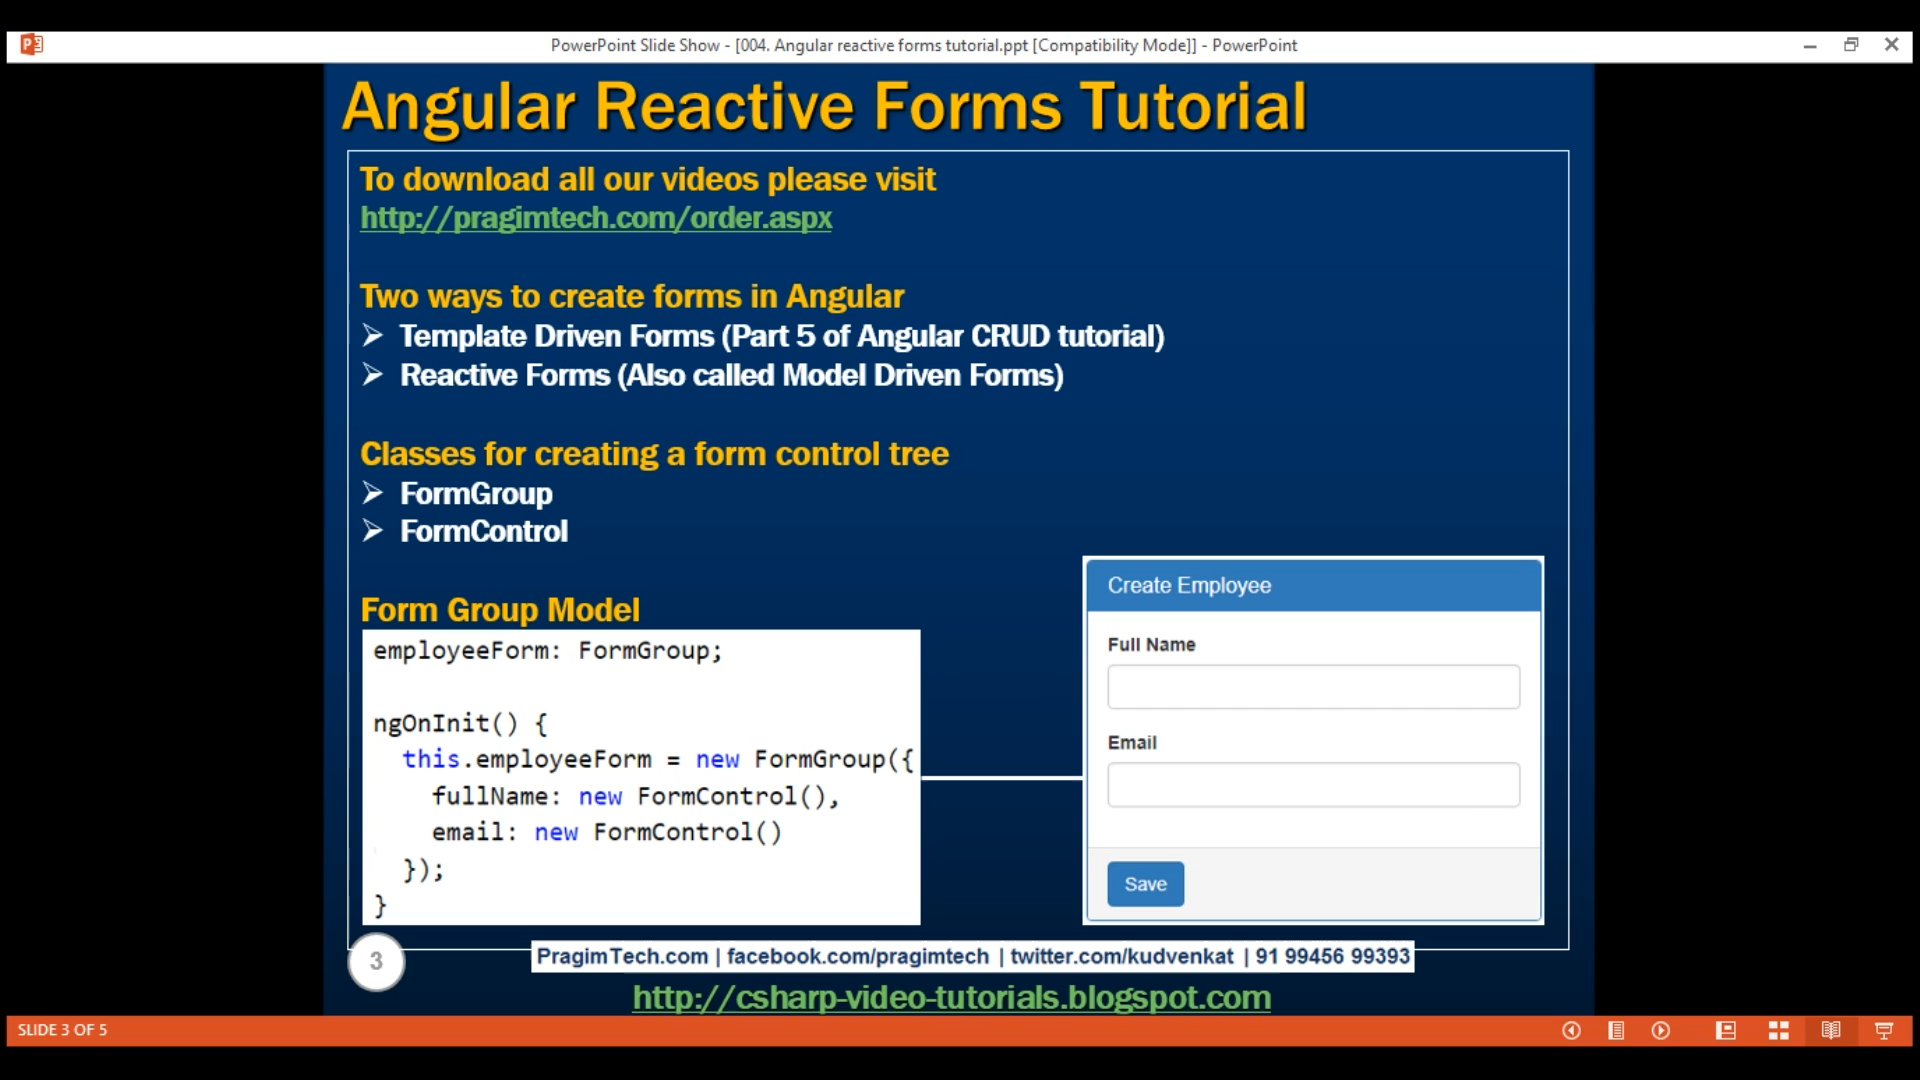 PowerPoint Slide Show - [004. Angular reactive forms tutorial.ppt [Compatibility Mode]] - PowerPoint
Angular Reactive Forms Tutorial
To download all our videos please visit
http://pragimtech.com/order.aspx
Two ways to create forms in Angular
➢ Template Driven Forms (Part 5 of Angular CRUD tutorial)
➢ Reactive Forms (Also called Model Driven Forms)
Classes for creating a form control tree
➢ FormGroup
➢ FormControl
Form Group Model
employeeForm: FormGroup;
ngOnInit() {
this.employeeForm = new FormGroup({
fullName: new FormControl(),
email: new FormControl()
});
}
Create Employee
Full Name
Email
Save
3
PragimTech.com | facebook.com/pragimtech | twitter.com/kudvenkat | 91 99456 99393
http://csharp-video-tutorials.blogspot.com
SLIDE 3 OF 5